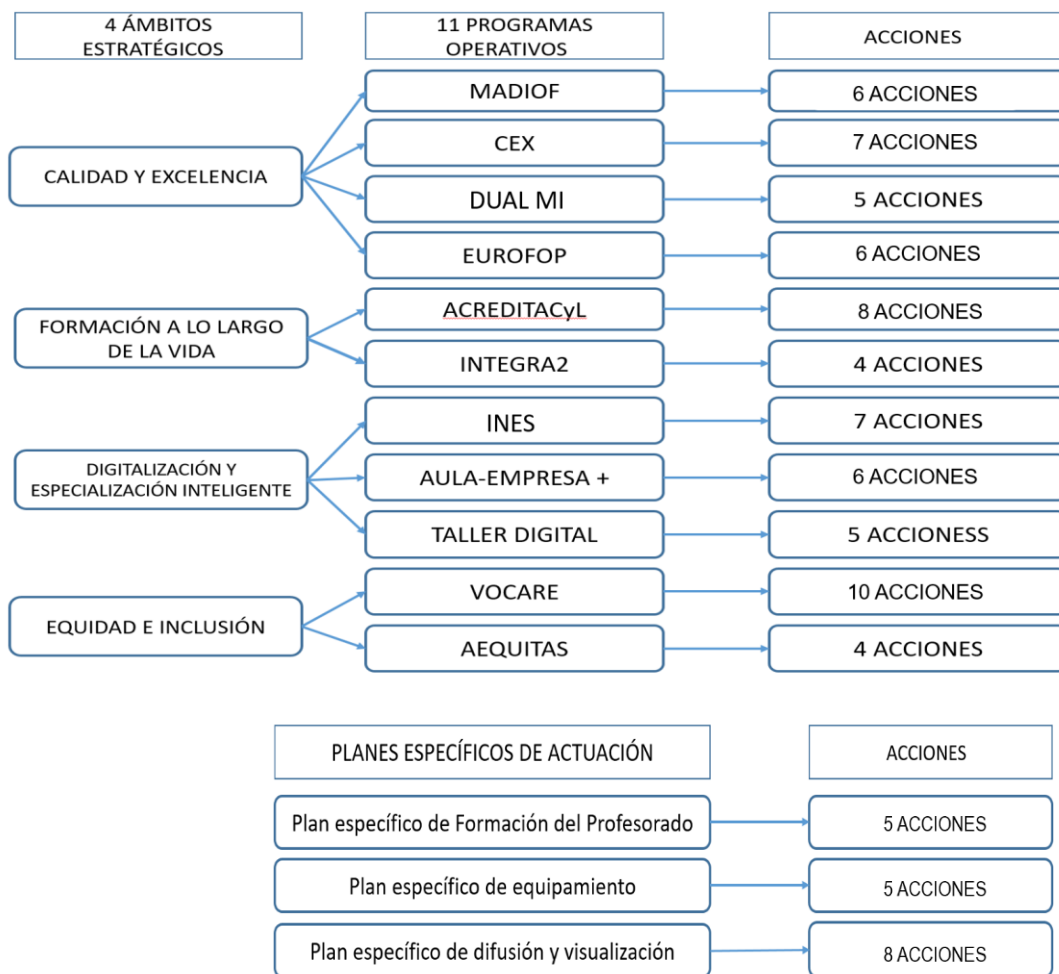 4 ÁMBITOS
ESTRATÉGICOS
11 PROGRAMAS
OPERATIVOS
ACCIONES
CALIDAD Y EXCELENCIA
MADIOF
6 ACCIONES
CEX
7 ACCIONES
DUAL MI
5 ACCIONES
EUROFOP
6 ACCIONES
FORMACIÓN A LO LARGO
DE LA VIDA
ACREDITACyL
8 ACCIONES
INTEGRA2
4 ACCIONES
DIGITALIZACIÓN Y
ESPECIALIZACIÓN INTELIGENTE
INES
7 ACCIONES
AULA-EMPRESA +
6 ACCIONES
TALLER DIGITAL
5 ACCIONESS
EQUIDAD E INCLUSIÓN
VOCARE
10 ACCIONES
AEQUITAS
4 ACCIONES
PLANES ESPECÍFICOS DE ACTUACIÓN
ACCIONES
Plan específico de Formación del Profesorado
5 ACCIONES
Plan específico de equipamiento
5 ACCIONES
Plan específico de difusión y visualización
8 ACCIONES